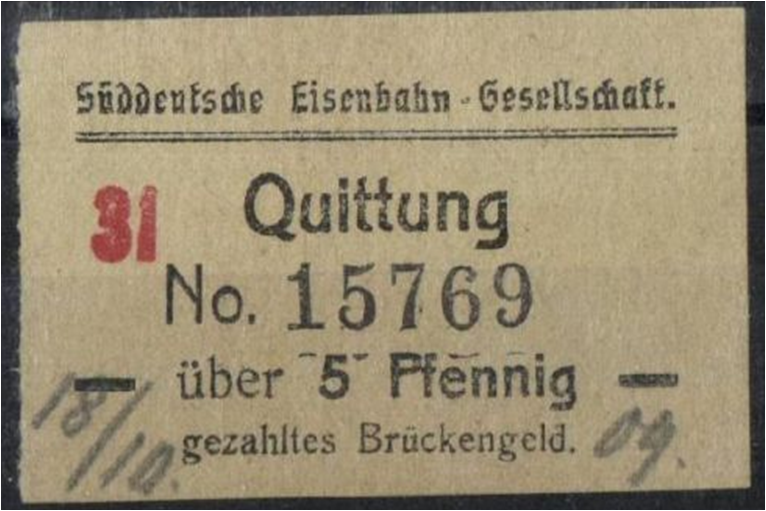 Süddeutsche Eisenbahn-Gesellschaft.
31 Quittung
No. 15769
— über 5 Pfennig —
18/10. gezahltes Brückengeld. 09.